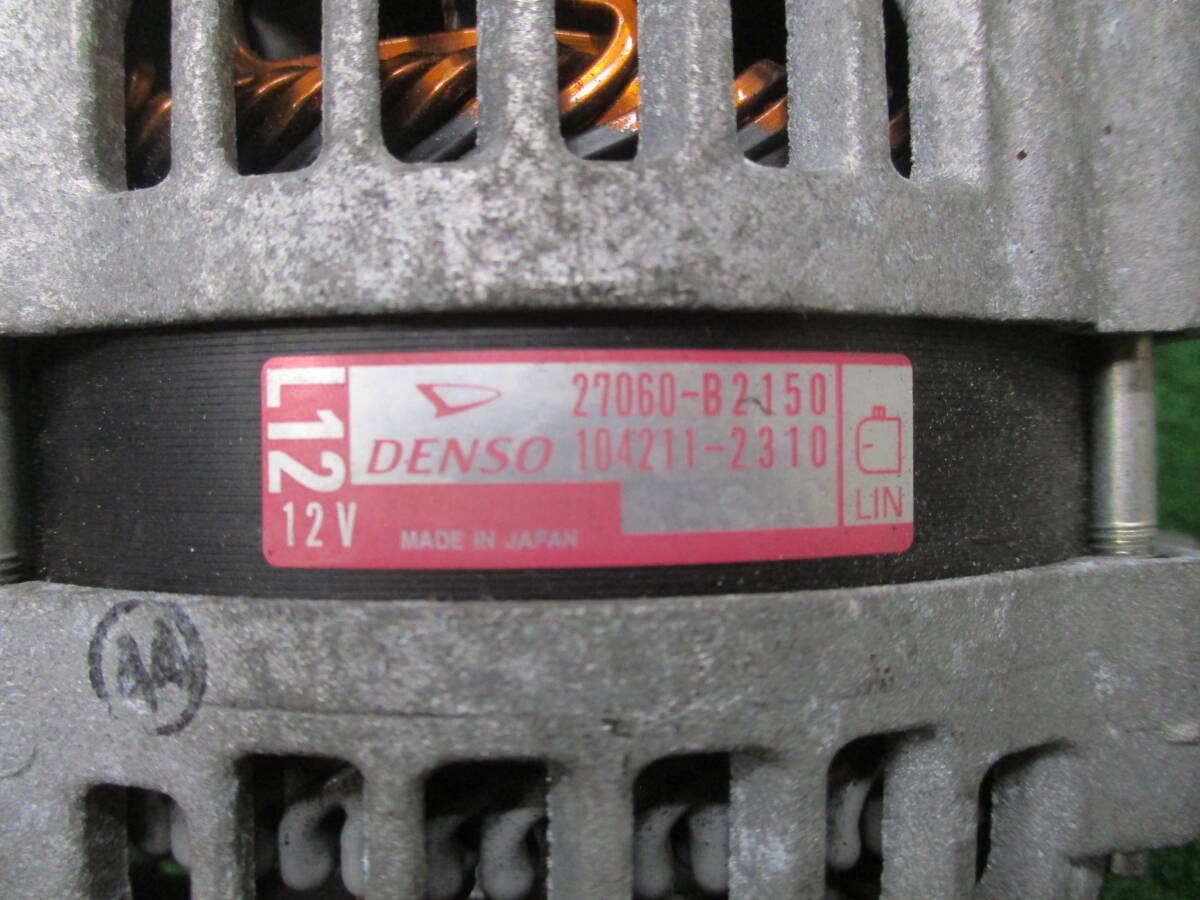 L12
27060-B2150
DENSO 104211-2310
LIN
12V
MADE IN JAPAN